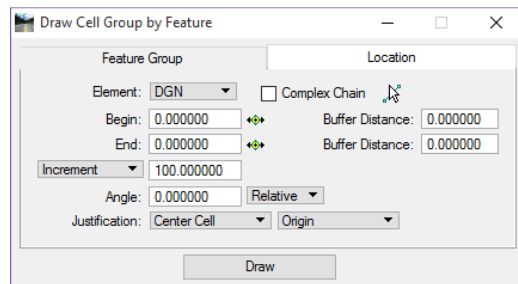 Draw Cell Group by Feature
Feature Group Location
Element: DGN Complex Chain
Begin: 0.000000 Buffer Distance: 0.000000
End: 0.000000 Buffer Distance: 0.000000
Increment 100.000000
Angle: 0.000000 Relative
Justification: Center Cell Origin
Draw